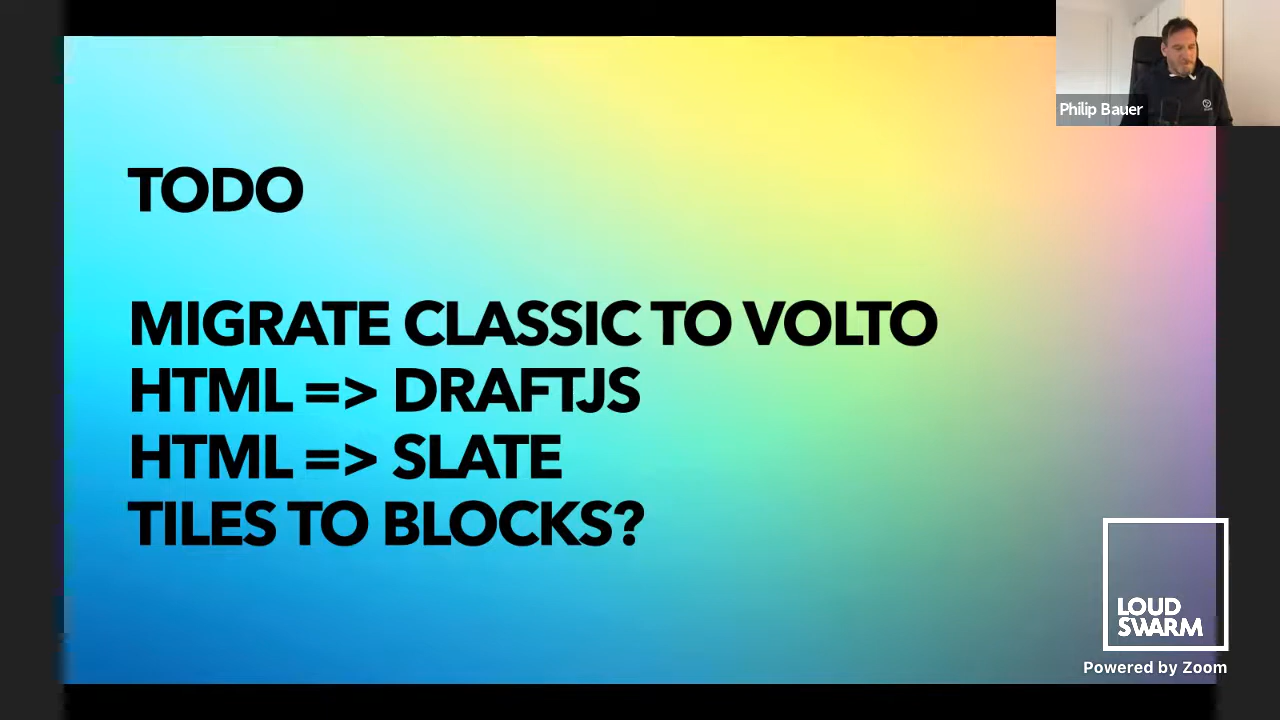 Philip Bauer
TODO
MIGRATE CLASSIC TO VOLTO
HTML => DRAFTJS
HTML => SLATE
TILES TO BLOCKS?
LOUD
SWARM
Powered by Zoom